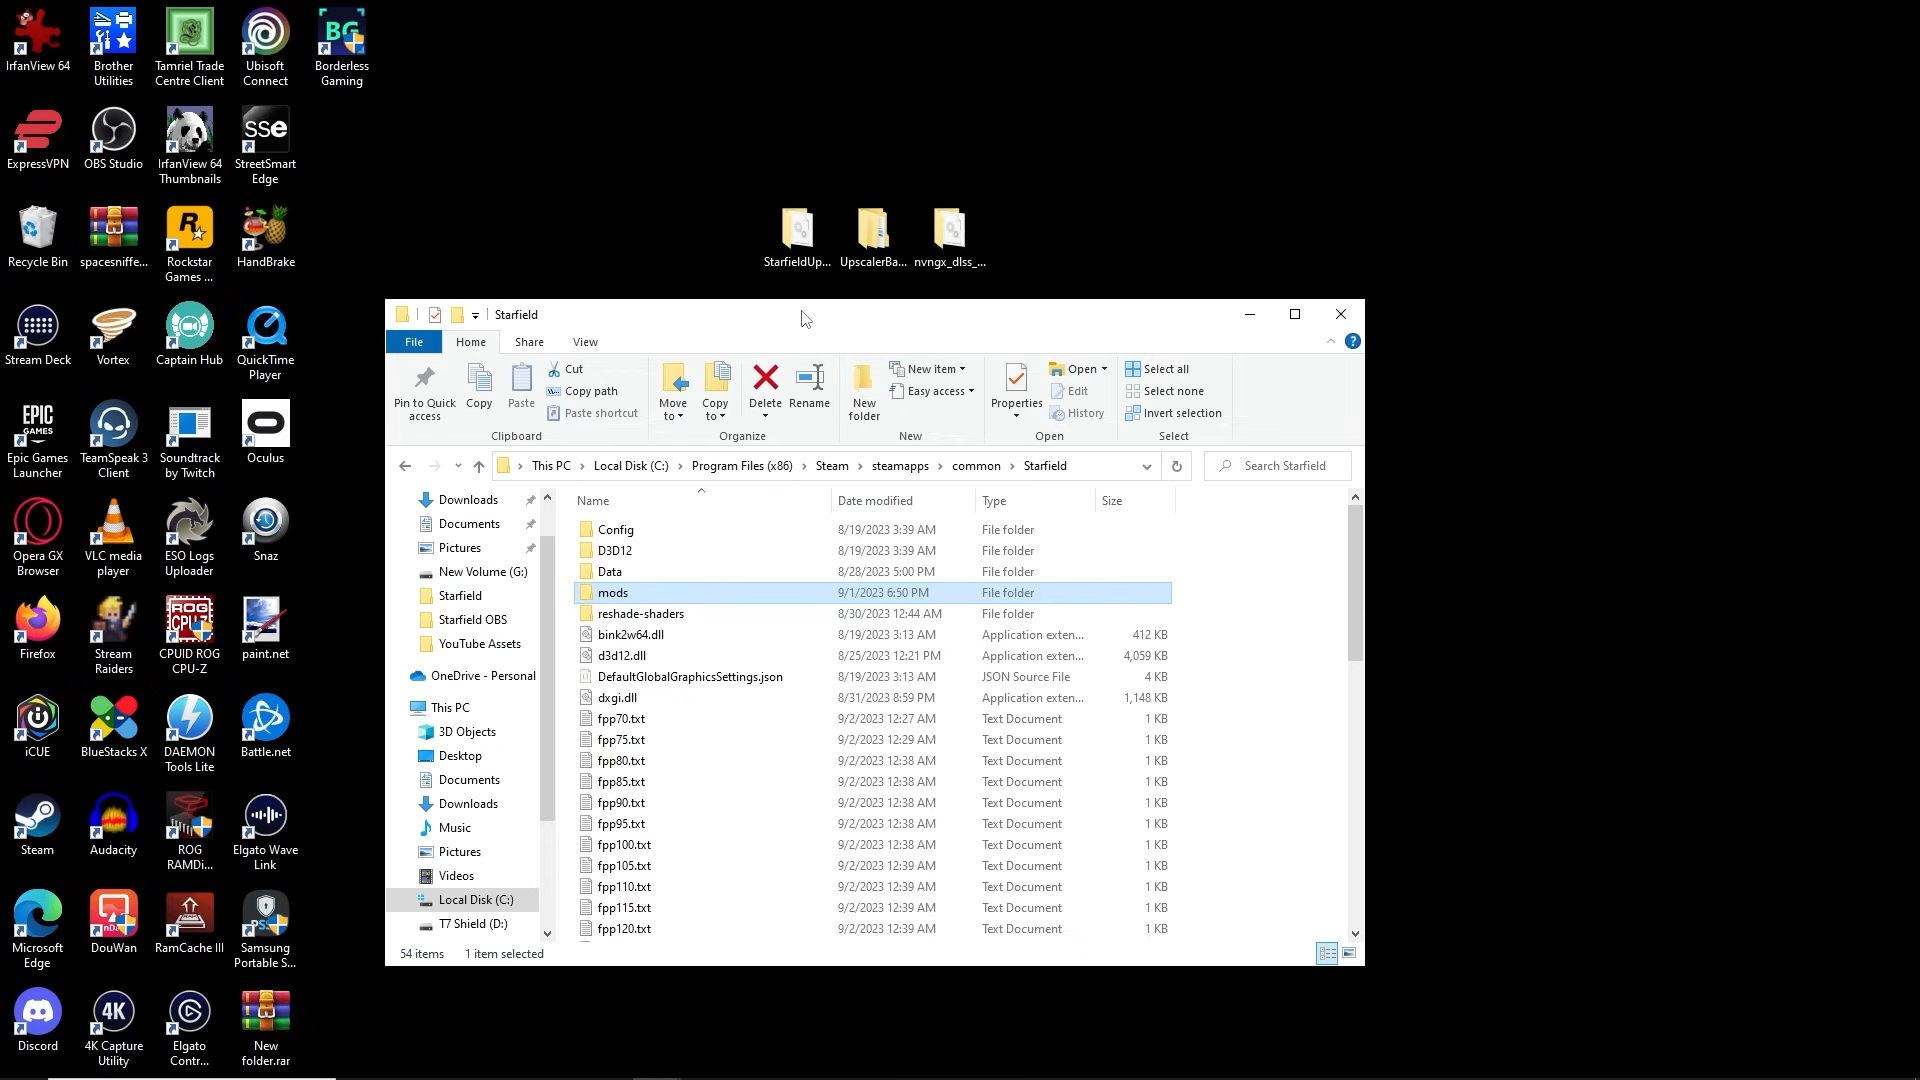 IrfanView 64
Brother
Utilities
Tamriel Trade
Centre Client
Ubisoft
Connect
BG
Borderless
Gaming
ExpressVPN
OBS Studio
IrfanView 64
Thumbnails
sse
StreetSmart
Edge
Recycle Bin
spacesniffe...
R
Rockstar
Games ...
HandBrake
StarfieldUp...
UpscalerBa...
nvngx_dlss_...
Stream Deck
Vortex
Captain Hub
QuickTime
Player
EPIC
GAMES
Epic Games
Launcher
TeamSpeak 3
Client
Soundtrack
by Twitch
Oculus
Opera GX
Browser
VLC media
player
ESO Logs
Uploader
Snaz
Firefox
Stream
Raiders
ROG
CPU-Z
CPUID ROG
CPU-Z
paint.net
iCUE
BlueStacks X
DAEMON
Tools Lite
Battle.net
Steam
Audacity
ROG
RAMDi...
Elgato Wave
Link
Microsoft
Edge
DouWan
RamCache III
Samsung
Portable S...
Discord
4K
4K Capture
Utility
Elgato
Contr...
New
folder.rar
Starfield
File
Home
Share
View
Pin to Quick
access
Copy
Paste
Cut
Copy path
Paste shortcut
Clipboard
Move
to
Copy
to
Delete
Rename
Organize
New
folder
New item
Easy access
New
Properties
Open
Edit
History
Open
Select all
Select none
Invert selection
Select
This PC
Local Disk (C:)
Program Files (x86)
Steam
steamapps
common
Starfield
Search Starfield
Downloads
Documents
Pictures
New Volume (G:)
Starfield
Starfield OBS
YouTube Assets
OneDrive - Personal
This PC
3D Objects
Desktop
Documents
Downloads
Music
Pictures
Videos
Local Disk (C:)
T7 Shield (D:)
Name Date modified Type Size
Config 8/19/2023 3:39 AM File folder
D3D12 8/19/2023 3:39 AM File folder
Data 8/28/2023 5:00 PM File folder
mods 9/1/2023 6:50 PM File folder
reshade-shaders 8/30/2023 12:44 AM File folder
bink2w64.dll 8/19/2023 3:13 AM Application exten... 412 KB
d3d12.dll 8/25/2023 12:21 PM Application exten... 4,059 KB
DefaultGlobalGraphicsSettings.json 8/19/2023 3:13 AM JSON Source File 4 KB
dxgi.dll 8/31/2023 8:59 PM Application exten... 1,148 KB
fpp70.txt 9/2/2023 12:27 AM Text Document 1 KB
fpp75.txt 9/2/2023 12:29 AM Text Document 1 KB
fpp80.txt 9/2/2023 12:38 AM Text Document 1 KB
fpp85.txt 9/2/2023 12:38 AM Text Document 1 KB
fpp90.txt 9/2/2023 12:38 AM Text Document 1 KB
fpp95.txt 9/2/2023 12:38 AM Text Document 1 KB
fpp100.txt 9/2/2023 12:38 AM Text Document 1 KB
fpp105.txt 9/2/2023 12:39 AM Text Document 1 KB
fpp110.txt 9/2/2023 12:39 AM Text Document 1 KB
fpp115.txt 9/2/2023 12:39 AM Text Document 1 KB
fpp120.txt 9/2/2023 12:39 AM Text Document 1 KB
54 items 1 item selected